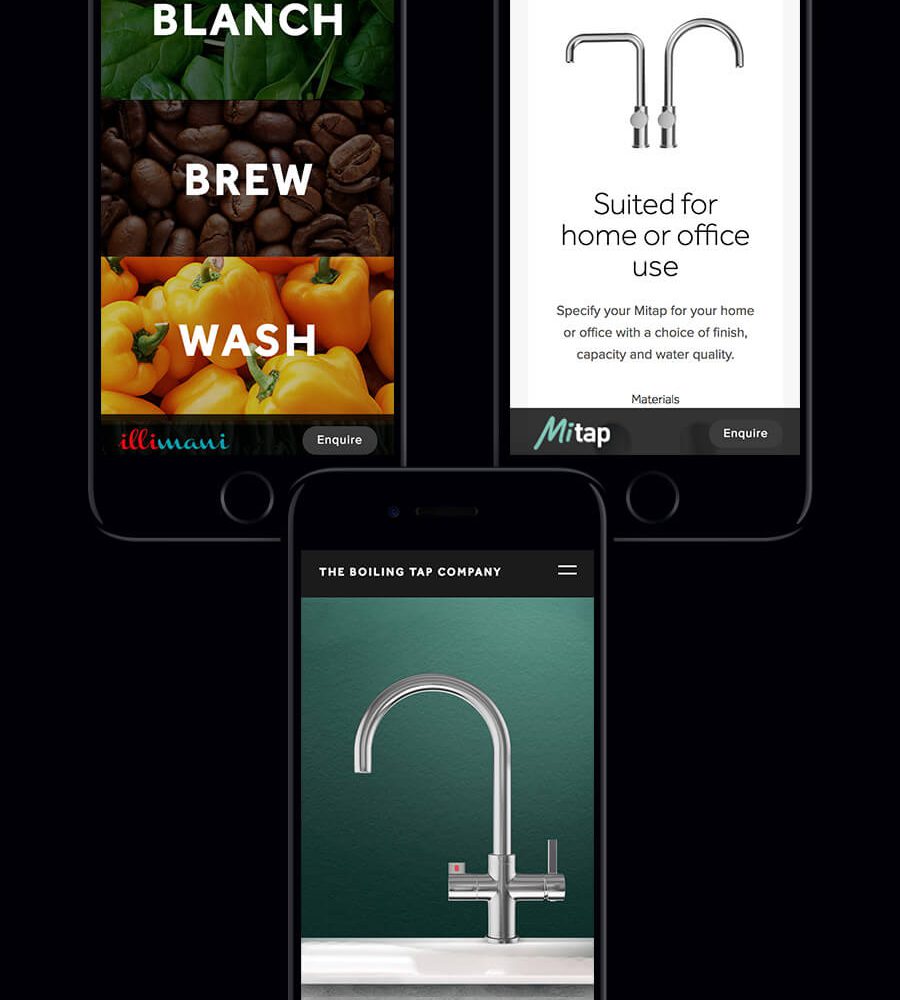 BLANCH
BREW
WASH
illimani
Enquire
Suited for
home or office
use
Specify your Mitap for your home
or office with a choice of finish,
capacity and water quality.
Materials
Mitap
Enquire
THE BOILING TAP COMPANY